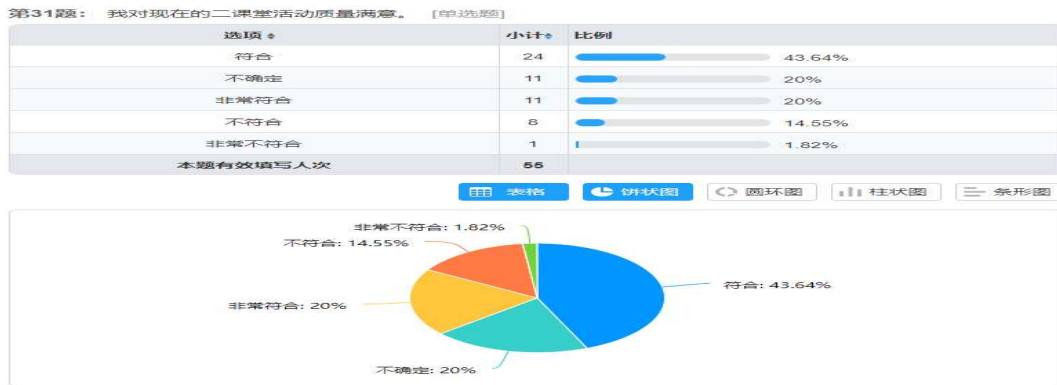 第31题： 我对现在的二课堂活动质量满意。 [单选题]
选项 小计 比例
符合 24 43.64%
不确定 11 20%
非常符合 11 20%
不符合 8 14.55%
非常不符合 1 1.82%
本题有效填写人次 55
表格 饼状图 圆环图 柱状图 条形图
非常不符合: 1.82%
不符合: 14.55%
符合: 43.64%
非常符合: 20%
不确定: 20%